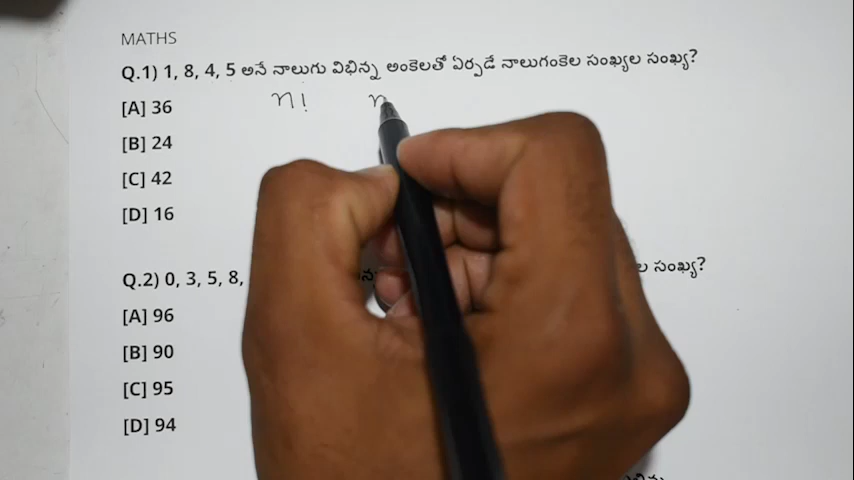 MATHS
Q.1) 1, 8, 4, 5 అనే నాలుగు విభిన్న అంకెలతో ఏర్పడే నాలుగంకెల సంఖ్యల సంఖ్య?
[A] 36
n! n
[B] 24
[C] 42
[D] 16
Q.2) 0, 3, 5, 8, ల సంఖ్య?
[A] 96
[B] 90
[C] 95
[D] 94